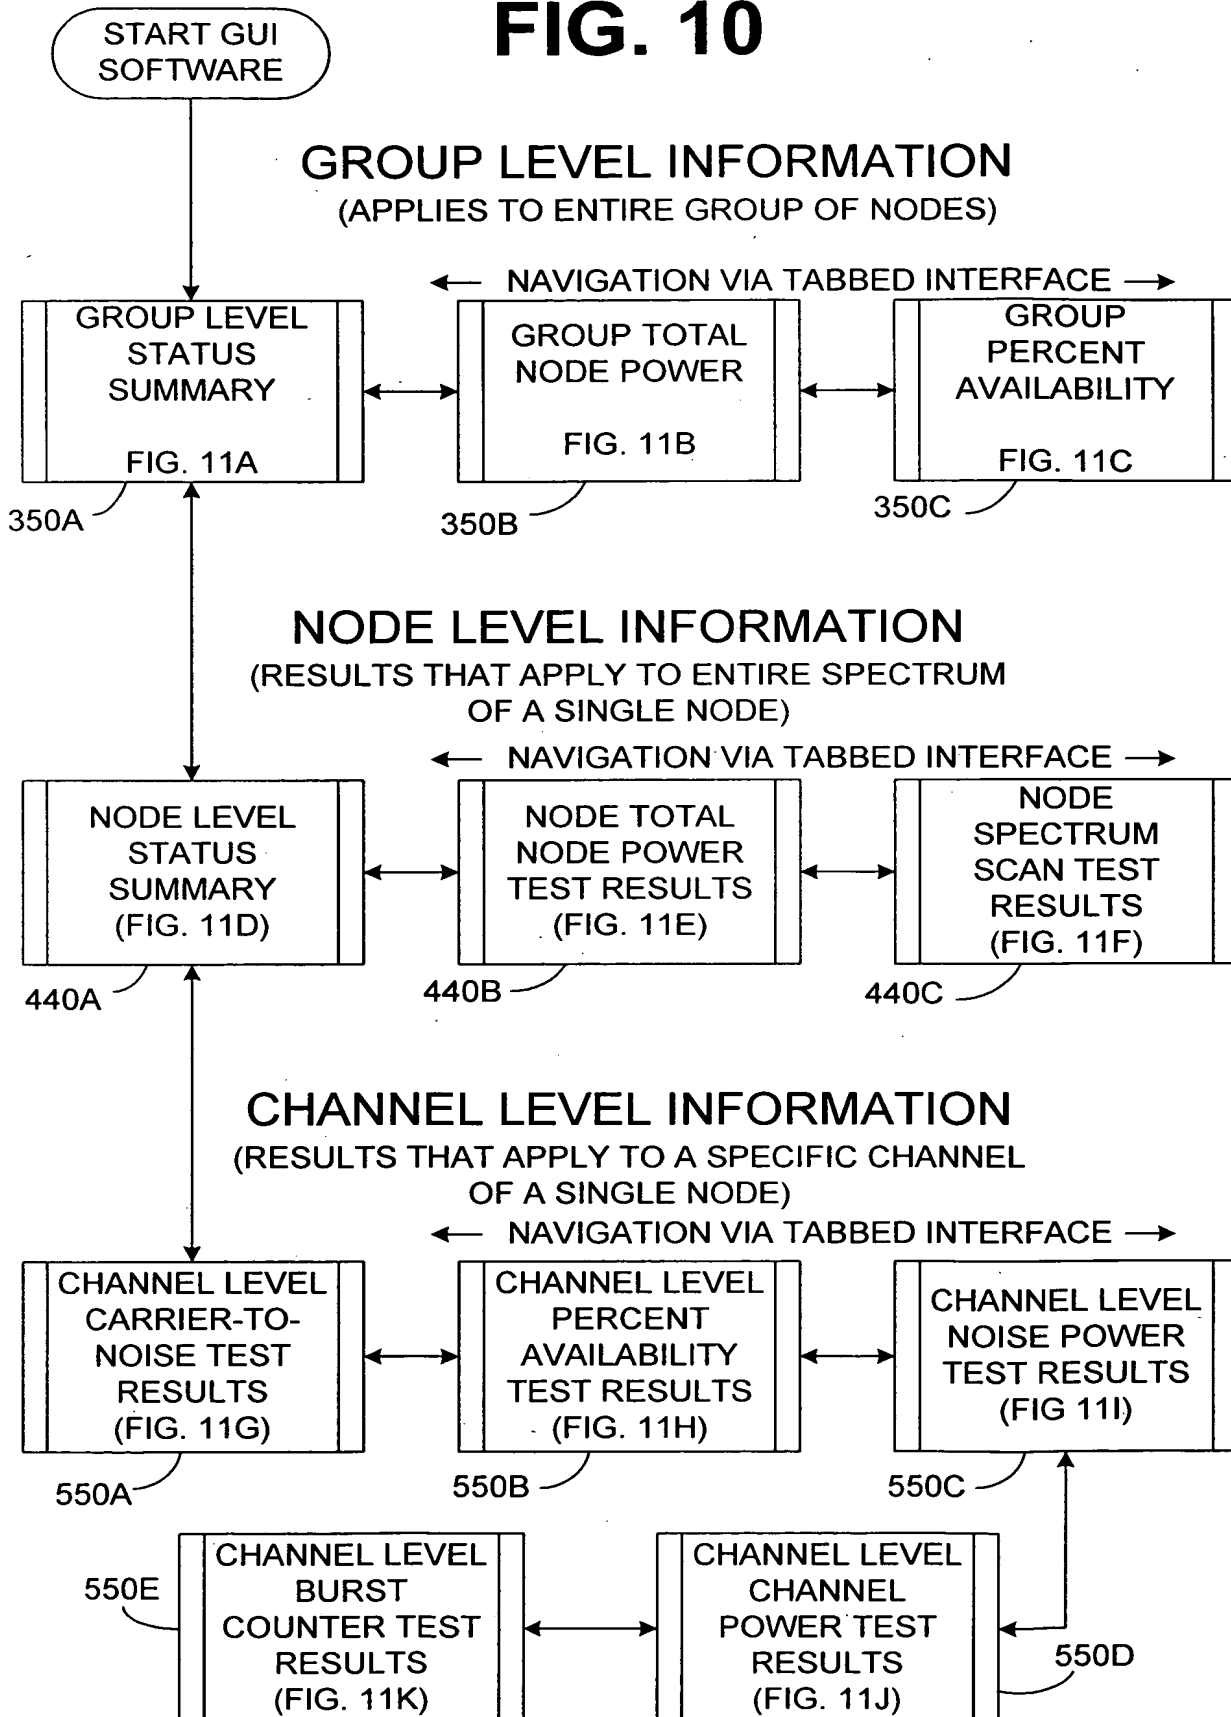 FIG. 10
START GUI
SOFTWARE
GROUP LEVEL INFORMATION
(APPLIES TO ENTIRE GROUP OF NODES)
NAVIGATION VIA TABBED INTERFACE
GROUP LEVEL
STATUS
SUMMARY
FIG. 11A
350A
GROUP TOTAL
NODE POWER
FIG. 11B
350B
GROUP
PERCENT
AVAILABILITY
FIG. 11C
350C
NODE LEVEL INFORMATION
(RESULTS THAT APPLY TO ENTIRE SPECTRUM
OF A SINGLE NODE)
NAVIGATION VIA TABBED INTERFACE
NODE LEVEL
STATUS
SUMMARY
(FIG. 11D)
440A
NODE TOTAL
NODE POWER
TEST RESULTS
(FIG. 11E)
440B
NODE
SPECTRUM
SCAN TEST
RESULTS
(FIG. 11F)
440C
CHANNEL LEVEL INFORMATION
(RESULTS THAT APPLY TO A SPECIFIC CHANNEL
OF A SINGLE NODE)
NAVIGATION VIA TABBED INTERFACE
CHANNEL LEVEL
CARRIER-TO-
NOISE TEST
RESULTS
(FIG. 11G)
550A
CHANNEL LEVEL
PERCENT
AVAILABILITY
TEST RESULTS
(FIG. 11H)
550B
CHANNEL LEVEL
NOISE POWER
TEST RESULTS
(FIG 11I)
550C
550E
CHANNEL LEVEL
BURST
COUNTER TEST
RESULTS
(FIG. 11K)
CHANNEL LEVEL
CHANNEL
POWER TEST
RESULTS
(FIG. 11J)
550D